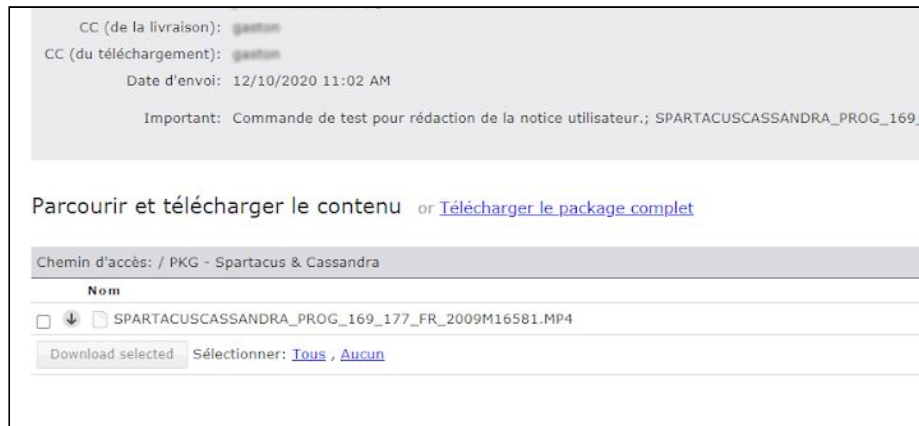 CC (de la livraison): gaston
CC (du téléchargement): gaston
Date d'envoi: 12/10/2020 11:02 AM
Important: Commande de test pour rédaction de la notice utilisateur.; SPARTACUSCASSANDRA_PROG_169_
Parcourir et télécharger le contenu or Télécharger le package complet
Chemin d'accès: / PKG - Spartacus & Cassandra
Nom
SPARTACUSCASSANDRA_PROG_169_177_FR_2009M16581.MP4
Download selected Sélectionner: Tous , Aucun